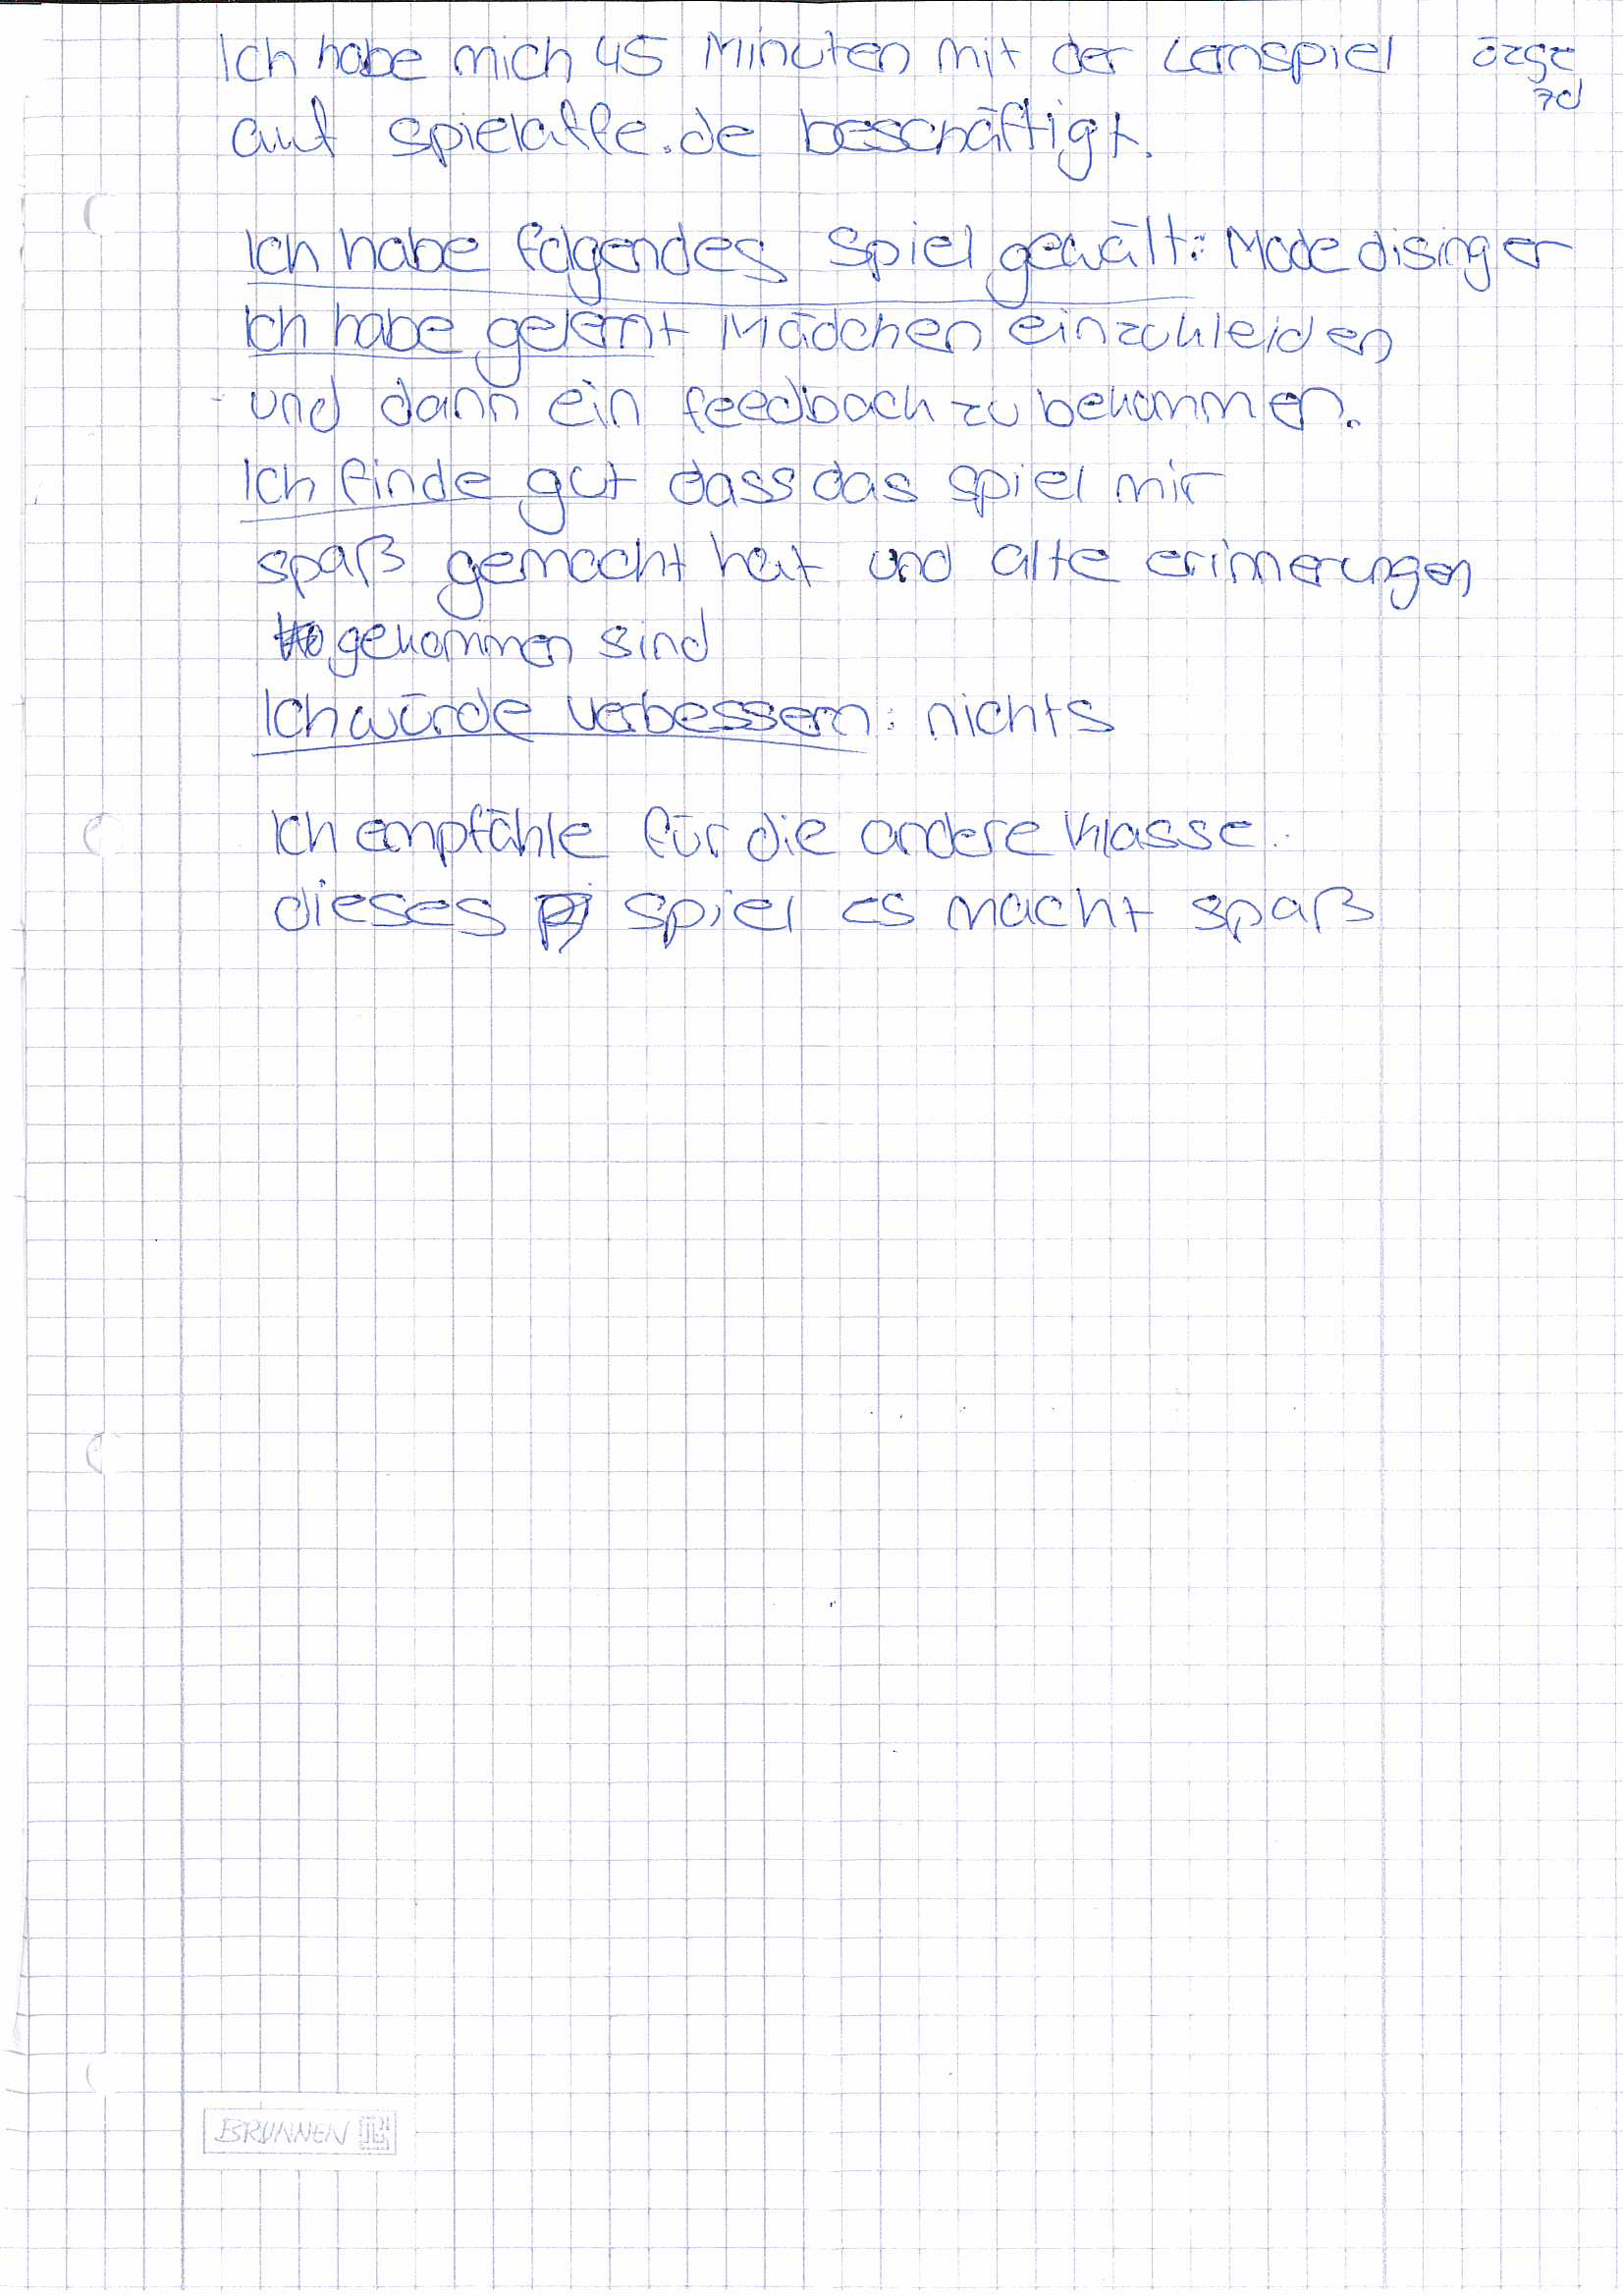 Ich habe mich 45 Minuten mit der Lernspiel özge
7d
auf spielaffe.de beschäftigt.
Ich habe folgendes Spiel gewält: Mode disinger
Ich habe gelernt Mädchen einzukleiden
und dann ein feedback zu bekommen.
Ich finde gut dass das spiel mir
spaß gemacht hat und alte erinnerungen
gekommen sind
Ich würde verbessern: nichts
Ich empfähle für die andere Klasse.
dieses spiel es macht spaß
BRUNNEN